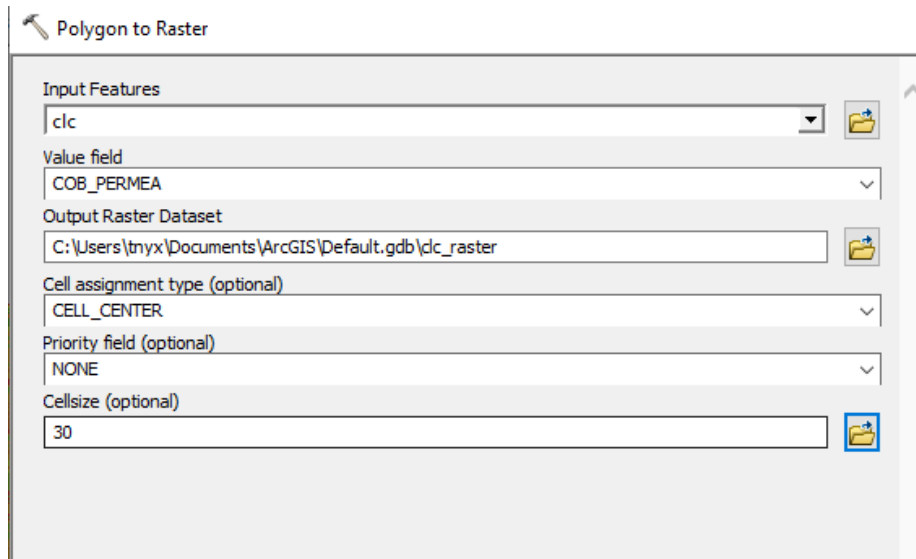 Polygon to Raster
Input Features
clc
Value field
COB_PERMEA
Output Raster Dataset
C:\Users\tnyx\Documents\ArcGIS\Default.gdb\clc_raster
Cell assignment type (optional)
CELL_CENTER
Priority field (optional)
NONE
Cellsize (optional)
30